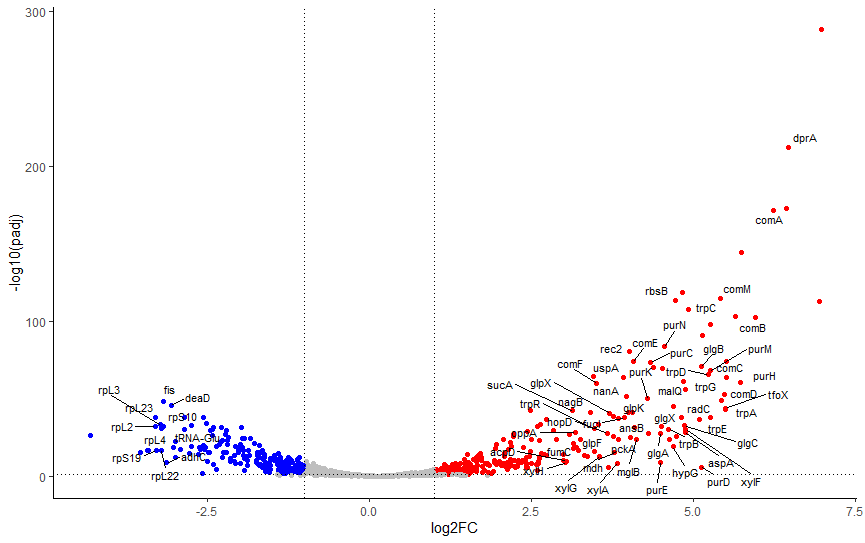 300
dprA
200
comA
-log10(padj)
rbsB
comM
trpC
comB
100
purN
comE
rec2
purC
glgB
purM
comF
uspA
purK
trpD
comC
purH
rpL3
fis
sucA
glpX
nanA
malQ
trpG
comD
tfoX
deaD
rpL23
trpR
nagB
glpK
radC
trpA
rpS10
rpL2
nopD
fucI
ansB
glgX
trpE
rpL4
tRNA-Glu
oppA
glpF
trpB
glgC
rpS19
adhC
acpD
fumC
pckA
glgA
aspA
rpL22
xylH
mdh
mglB
hypG
purD
xylF
xylG
xylA
purE
0
-2.5
0.0
2.5
5.0
7.5
log2FC